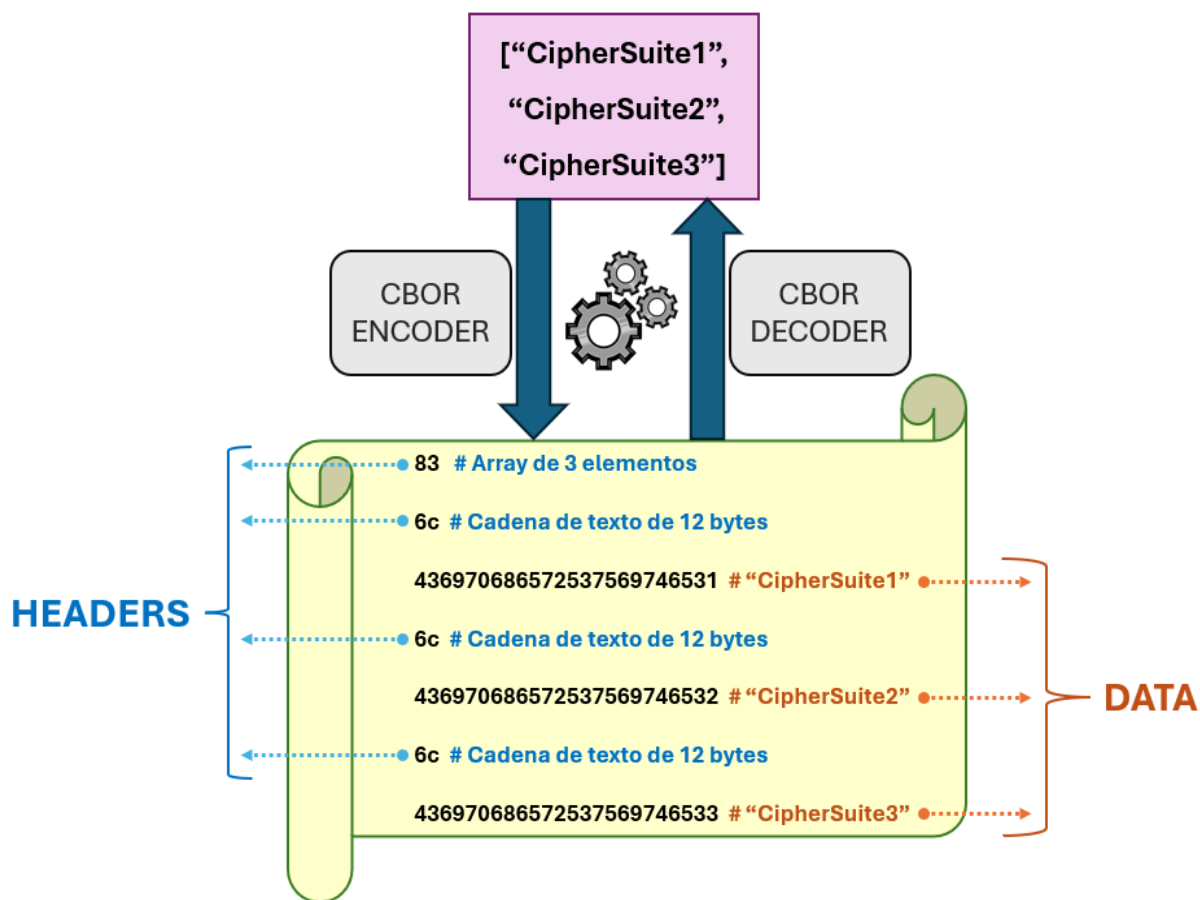 [“CipherSuite1”,
“CipherSuite2”,
“CipherSuite3”]
CBOR
ENCODER
CBOR
DECODER
83 # Array de 3 elementos
6c # Cadena de texto de 12 bytes
436970686572537569746531 # “CipherSuite1”
HEADERS
6c # Cadena de texto de 12 bytes
436970686572537569746532 # “CipherSuite2”
DATA
6c # Cadena de texto de 12 bytes
436970686572537569746533 # “CipherSuite3”